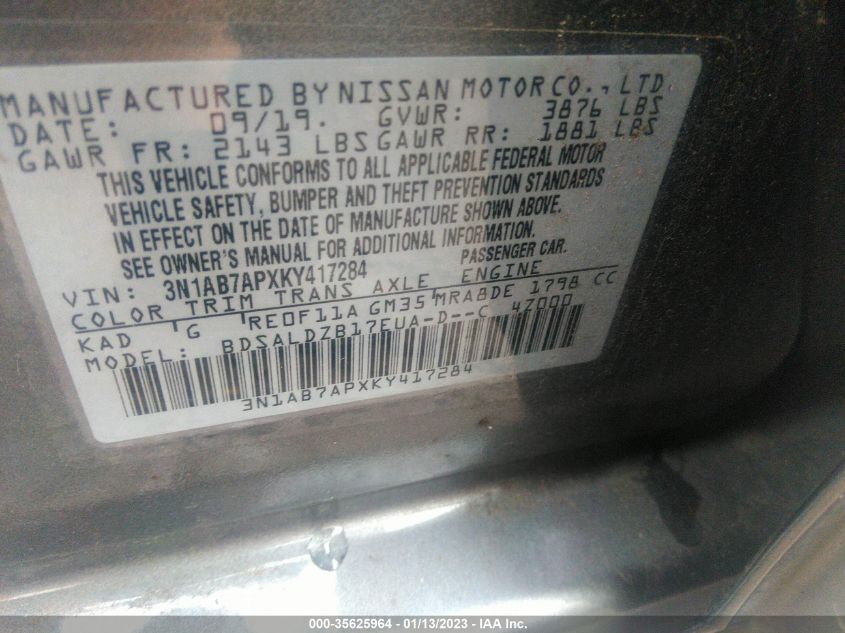 MANUFACTURED BY NISSAN MOTOR CO., LTD
DATE: 09/19. GVWR: 3876 LBS
GAWR FR: 2143 LBS GAWR RR: 1881 LBS
THIS VEHICLE CONFORMS TO ALL APPLICABLE FEDERAL MOTOR
VEHICLE SAFETY, BUMPER AND THEFT PREVENTION STANDARDS
IN EFFECT ON THE DATE OF MANUFACTURE SHOWN ABOVE.
SEE OWNER'S MANUAL FOR ADDITIONAL INFORMATION.
VIN: 3N1AB7APXKY417284 PASSENGER CAR.
COLOR TRIM TRANS AXLE ENGINE
KAD G RE0F11A GM35 MRA8DE 1798 CC
MODEL: BDSALDZB17EUA-D--C 4Z000
3N1AB7APXKY417284
000-35625964 / 01/13/2023 - IAA Inc.